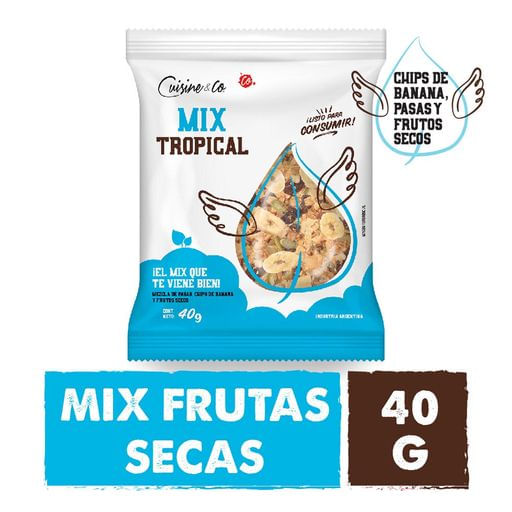 Cuisine & Co
Co.
MIX
TROPICAL
¡LISTO PARA
CONSUMIR!
¡EL MIX QUE
TE VIENE BIEN!
MEZCLA DE PASAS, CHIPS DE BANANA
Y FRUTOS SECOS
CONT.
NETO 40g
INDUSTRIA ARGENTINA
CHIPS DE
BANANA,
PASAS Y
FRUTOS
SECOS
MIX FRUTAS
SECAS
40
G